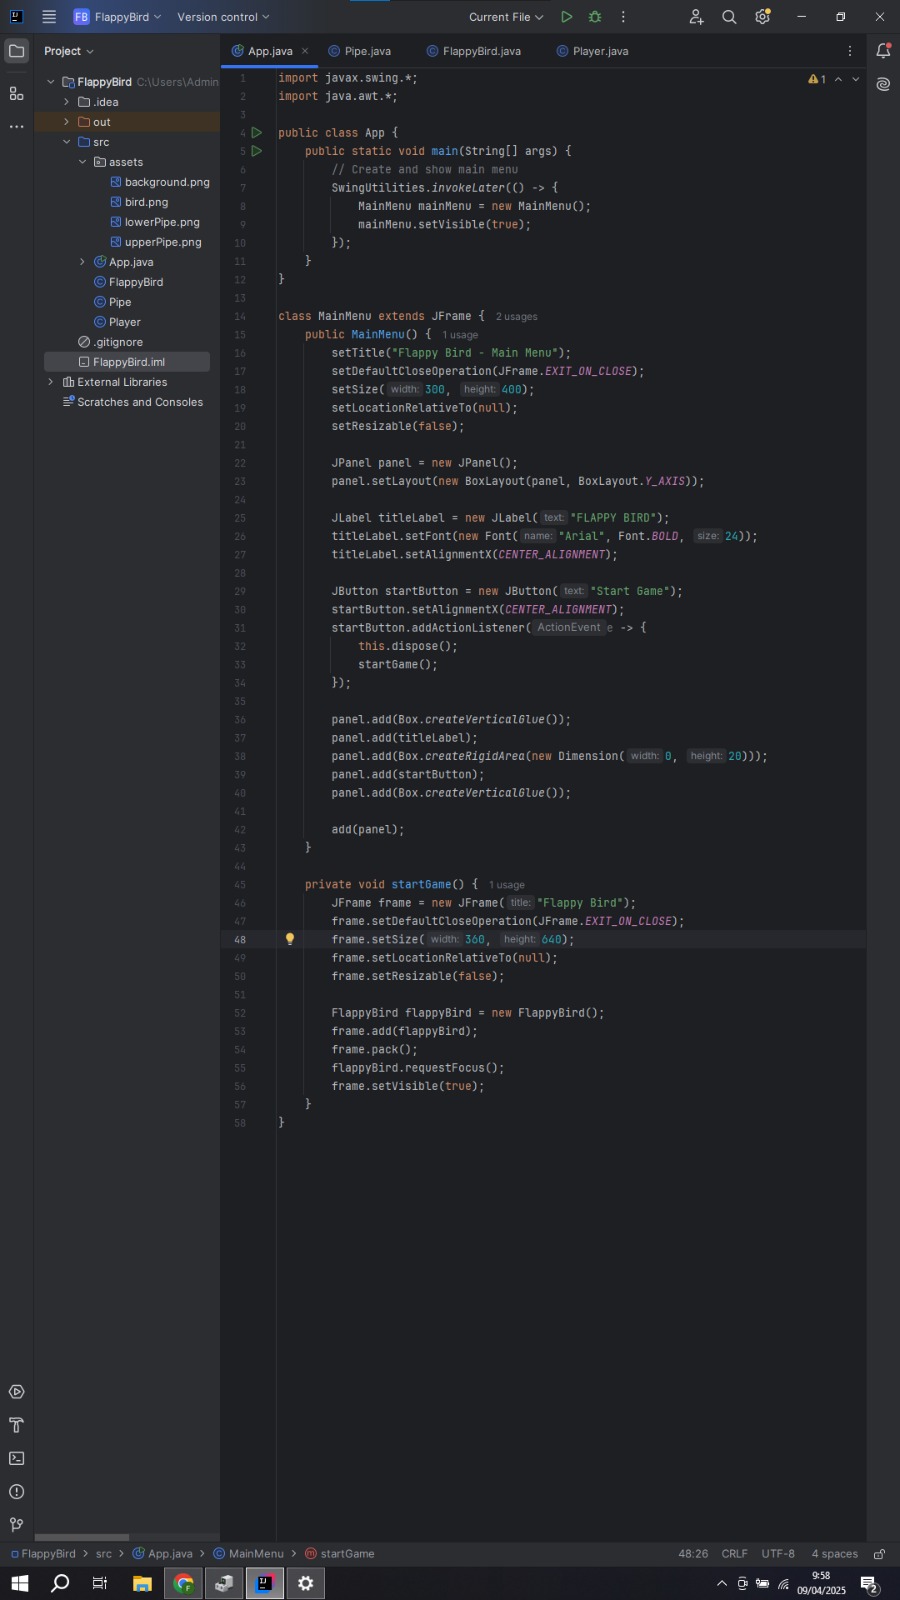 FB FlappyBird Version control Current File
Project
App.java Pipe.java FlappyBird.java Player.java
FlappyBird C:\Users\Admin
.idea
out
src
assets
background.png
bird.png
lowerPipe.png
upperPipe.png
App.java
FlappyBird
Pipe
Player
.gitignore
FlappyBird.iml
External Libraries
Scratches and Consoles
1
1 import javax.swing.*;
2 import java.awt.*;
3
4 public class App {
5 public static void main(String[] args) {
6 // Create and show main menu
7 SwingUtilities.invokeLater(() -> {
8 MainMenu mainMenu = new MainMenu();
9 mainMenu.setVisible(true);
10 });
11 }
12 }
13
14 class MainMenu extends JFrame { 2 usages
15 public MainMenu() { 1 usage
16 setTitle("Flappy Bird - Main Menu");
17 setDefaultCloseOperation(JFrame.EXIT_ON_CLOSE);
18 setSize( width: 300, height: 400);
19 setLocationRelativeTo(null);
20 setResizable(false);
21
22 JPanel panel = new JPanel();
23 panel.setLayout(new BoxLayout(panel, BoxLayout.Y_AXIS));
24
25 JLabel titleLabel = new JLabel( text: "FLAPPY BIRD");
26 titleLabel.setFont(new Font( name: "Arial", Font.BOLD, size: 24));
27 titleLabel.setAlignmentX(CENTER_ALIGNMENT);
28
29 JButton startButton = new JButton( text: "Start Game");
30 startButton.setAlignmentX(CENTER_ALIGNMENT);
31 startButton.addActionListener( ActionEvent e -> {
32 this.dispose();
33 startGame();
34 });
35
36 panel.add(Box.createVerticalGlue());
37 panel.add(titleLabel);
38 panel.add(Box.createRigidArea(new Dimension( width: 0, height: 20)));
39 panel.add(startButton);
40 panel.add(Box.createVerticalGlue());
41
42 add(panel);
43 }
44
45 private void startGame() { 1 usage
46 JFrame frame = new JFrame( title: "Flappy Bird");
47 frame.setDefaultCloseOperation(JFrame.EXIT_ON_CLOSE);
48 frame.setSize( width: 360, height: 640);
49 frame.setLocationRelativeTo(null);
50 frame.setResizable(false);
51
52 FlappyBird flappyBird = new FlappyBird();
53 frame.add(flappyBird);
54 frame.pack();
55 flappyBird.requestFocus();
56 frame.setVisible(true);
57 }
58 }
FlappyBird > src > App.java > MainMenu > startGame 48:26 CRLF UTF-8 4 spaces
9:58
09/04/2025
2